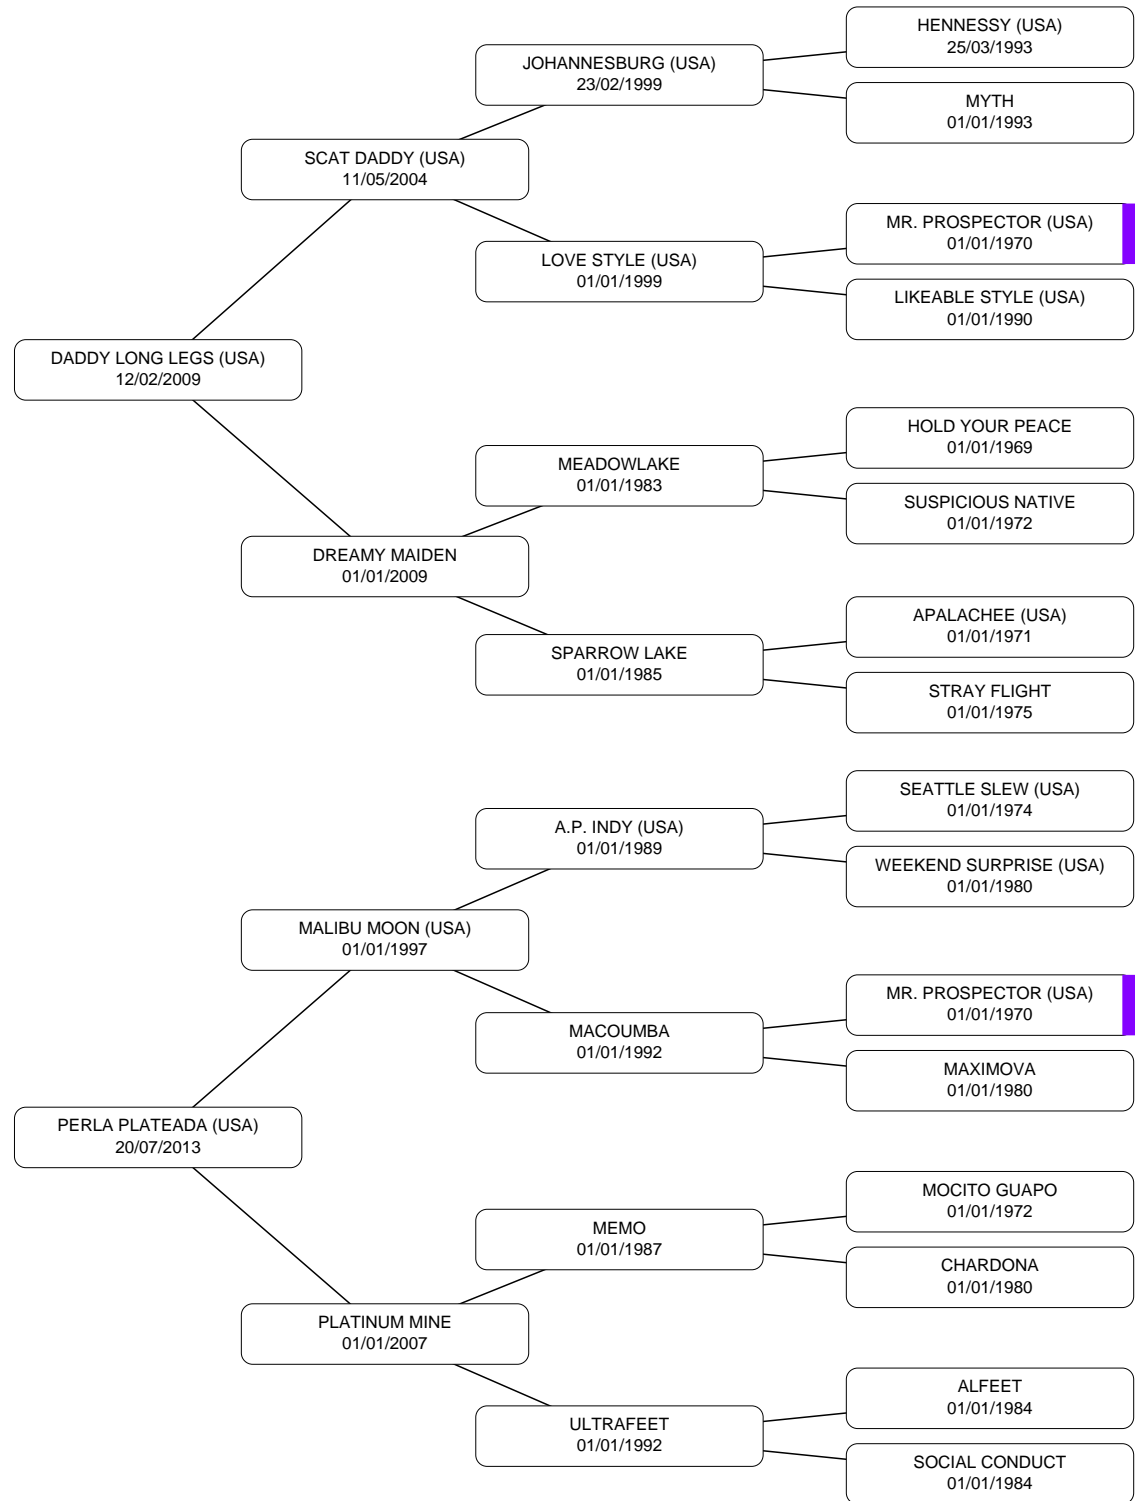 HENNESSY (USA)
25/03/1993
JOHANNESBURG (USA)
23/02/1999
MYTH
01/01/1993
SCAT DADDY (USA)
11/05/2004
MR. PROSPECTOR (USA)
01/01/1970
LOVE STYLE (USA)
01/01/1999
LIKEABLE STYLE (USA)
01/01/1990
DADDY LONG LEGS (USA)
12/02/2009
HOLD YOUR PEACE
01/01/1969
MEADOWLAKE
01/01/1983
SUSPICIOUS NATIVE
01/01/1972
DREAMY MAIDEN
01/01/2009
APALACHEE (USA)
01/01/1971
SPARROW LAKE
01/01/1985
STRAY FLIGHT
01/01/1975
SEATTLE SLEW (USA)
01/01/1974
A.P. INDY (USA)
01/01/1989
WEEKEND SURPRISE (USA)
01/01/1980
MALIBU MOON (USA)
01/01/1997
MR. PROSPECTOR (USA)
01/01/1970
MACOUMBA
01/01/1992
MAXIMOVA
01/01/1980
PERLA PLATEADA (USA)
20/07/2013
MOCITO GUAPO
01/01/1972
MEMO
01/01/1987
CHARDONA
01/01/1980
PLATINUM MINE
01/01/2007
ALFEET
01/01/1984
ULTRAFEET
01/01/1992
SOCIAL CONDUCT
01/01/1984